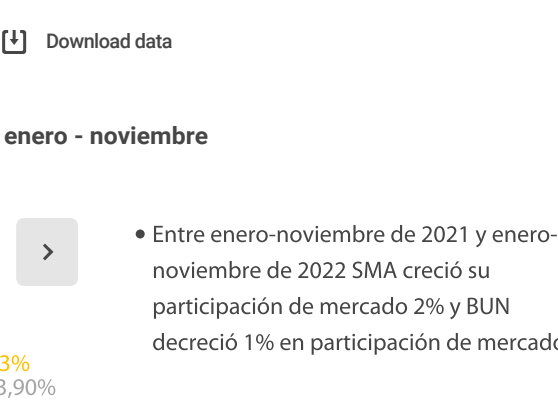 Download data
enero - noviembre
Entre enero-noviembre de 2021 y enero-
noviembre de 2022 SMA creció su
participación de mercado 2% y BUN
decreció 1% en participación de
3%
3,90%